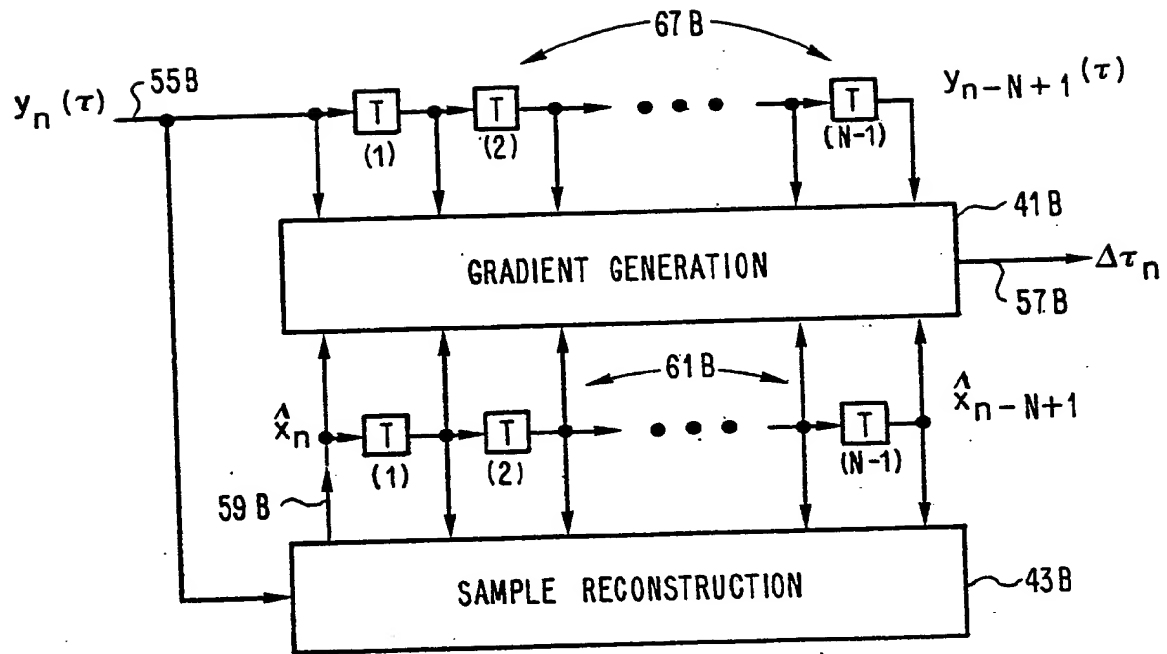 67B
55B
yₙ(τ)
yₙ₋N₊₁(τ)
T
T
T
(1)
(2)
(N-1)
41B
GRADIENT GENERATION
Δτₙ
57B
61B
x̂ₙ
x̂ₙ₋N₊₁
T
T
T
(1)
(2)
(N-1)
59B
SAMPLE RECONSTRUCTION
43B